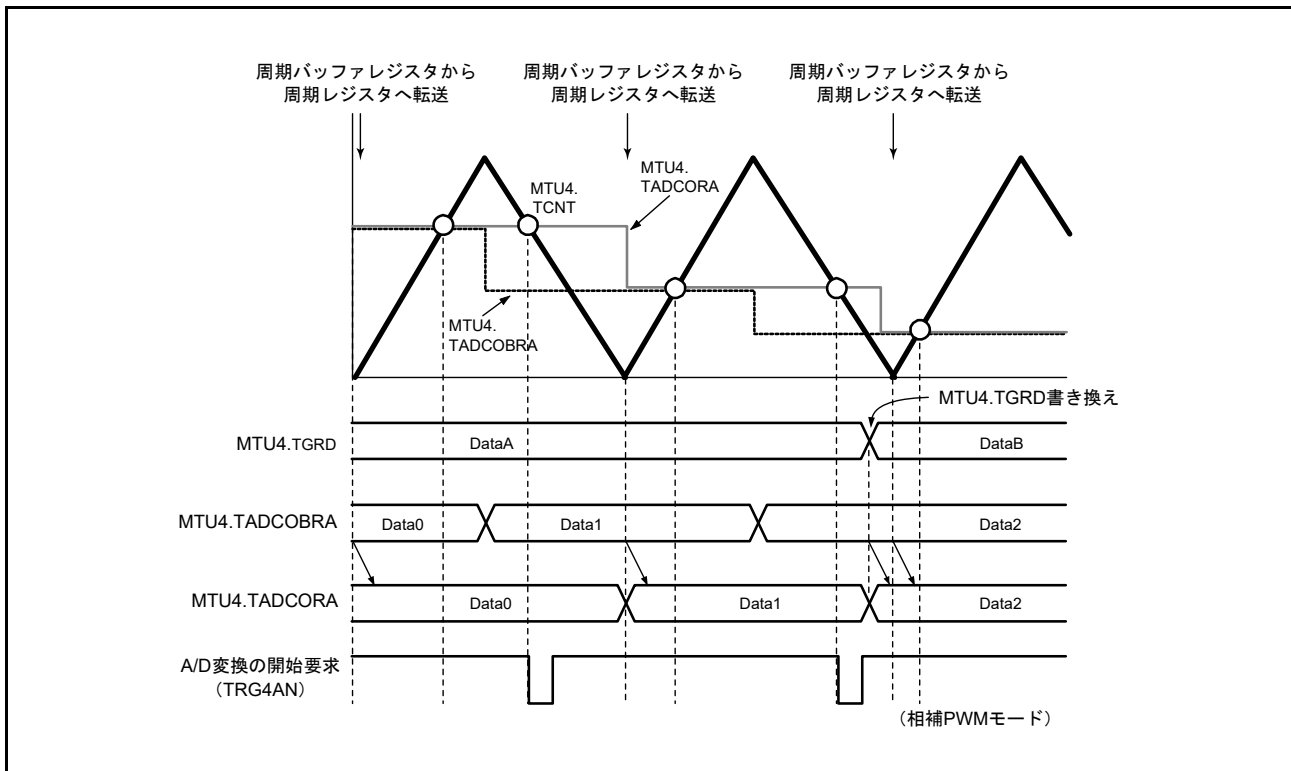 周期バッファレジスタから
周期レジスタへ転送
周期バッファレジスタから
周期レジスタへ転送
周期バッファレジスタから
周期レジスタへ転送
MTU4.
TCNT
MTU4.
TADCORA
MTU4.
TADCOBRA
MTU4.TGRD書き換え
MTU4.TGRD
DataA
DataB
MTU4.TADCOBRA
Data0
Data1
Data2
MTU4.TADCORA
Data0
Data1
Data2
A/D変換の開始要求
（TRG4AN）
（相補PWMモード）